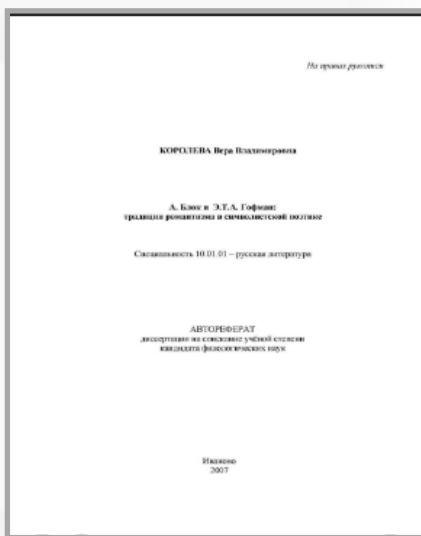 На правах рукописи
КОРОЛЕВА Вера Владимировна
А. Блок и Э.Т.А. Гофман:
традиция романтизма в символистской поэтике
Специальность 10.01.01 – русская литература
АВТОРЕФЕРАТ
диссертации на соискание учёной степени
кандидата филологических наук
Иваново
2007